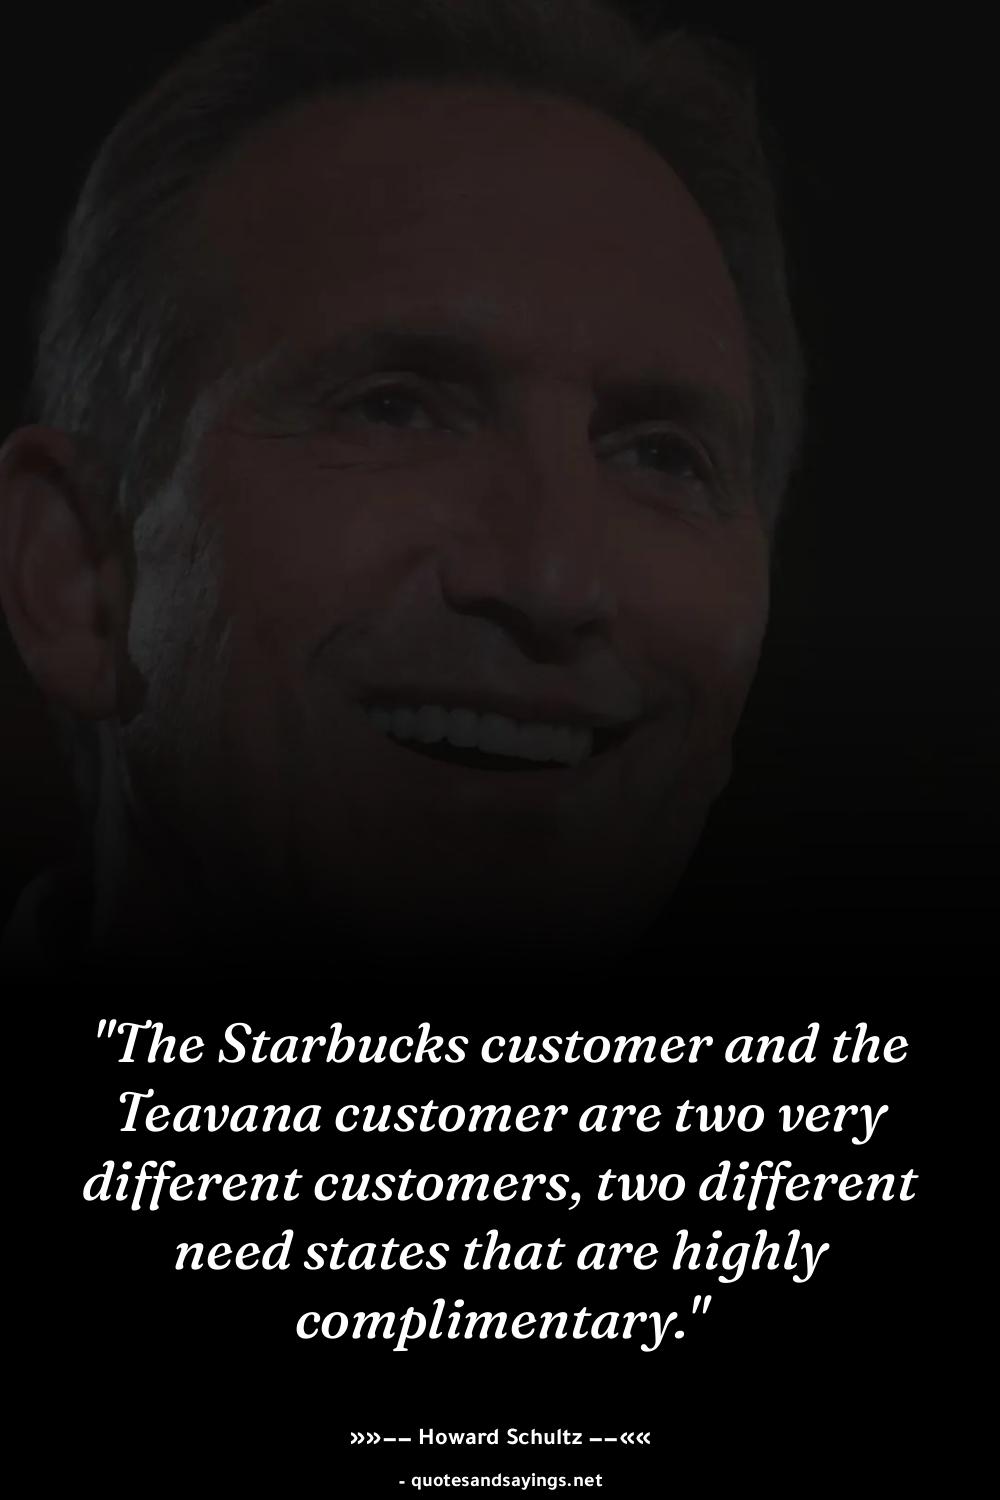 "The Starbucks customer and the
Teavana customer are two very
different customers, two different
need states that are highly
complimentary."
»»−− Howard Schultz −−««
- quotesandsayings.net